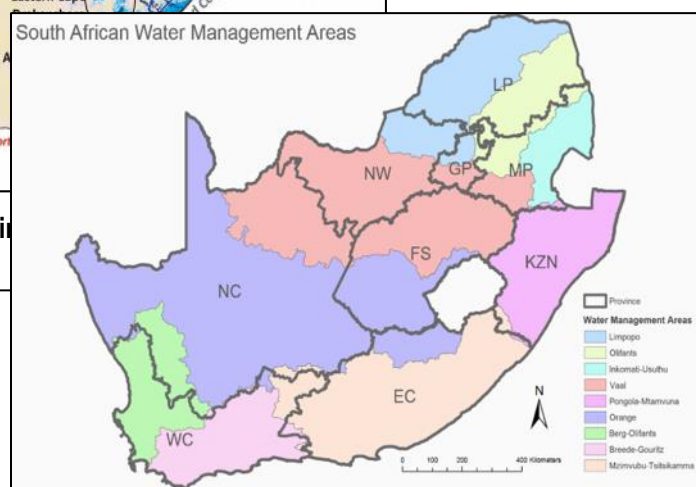 South African Water Management Areas
LP
NW
GP
MP
FS
KZN
NC
EC
WC
Province
Water Management Areas
Limpopo
Olifants
Inkomati-Usuthu
Vaal
Pongola-Mtamvuna
Orange
Berg-Olifants
Breede-Gouritz
Mzimvubu-Tsitsikamma
N
0 100 200 400 Kilometers